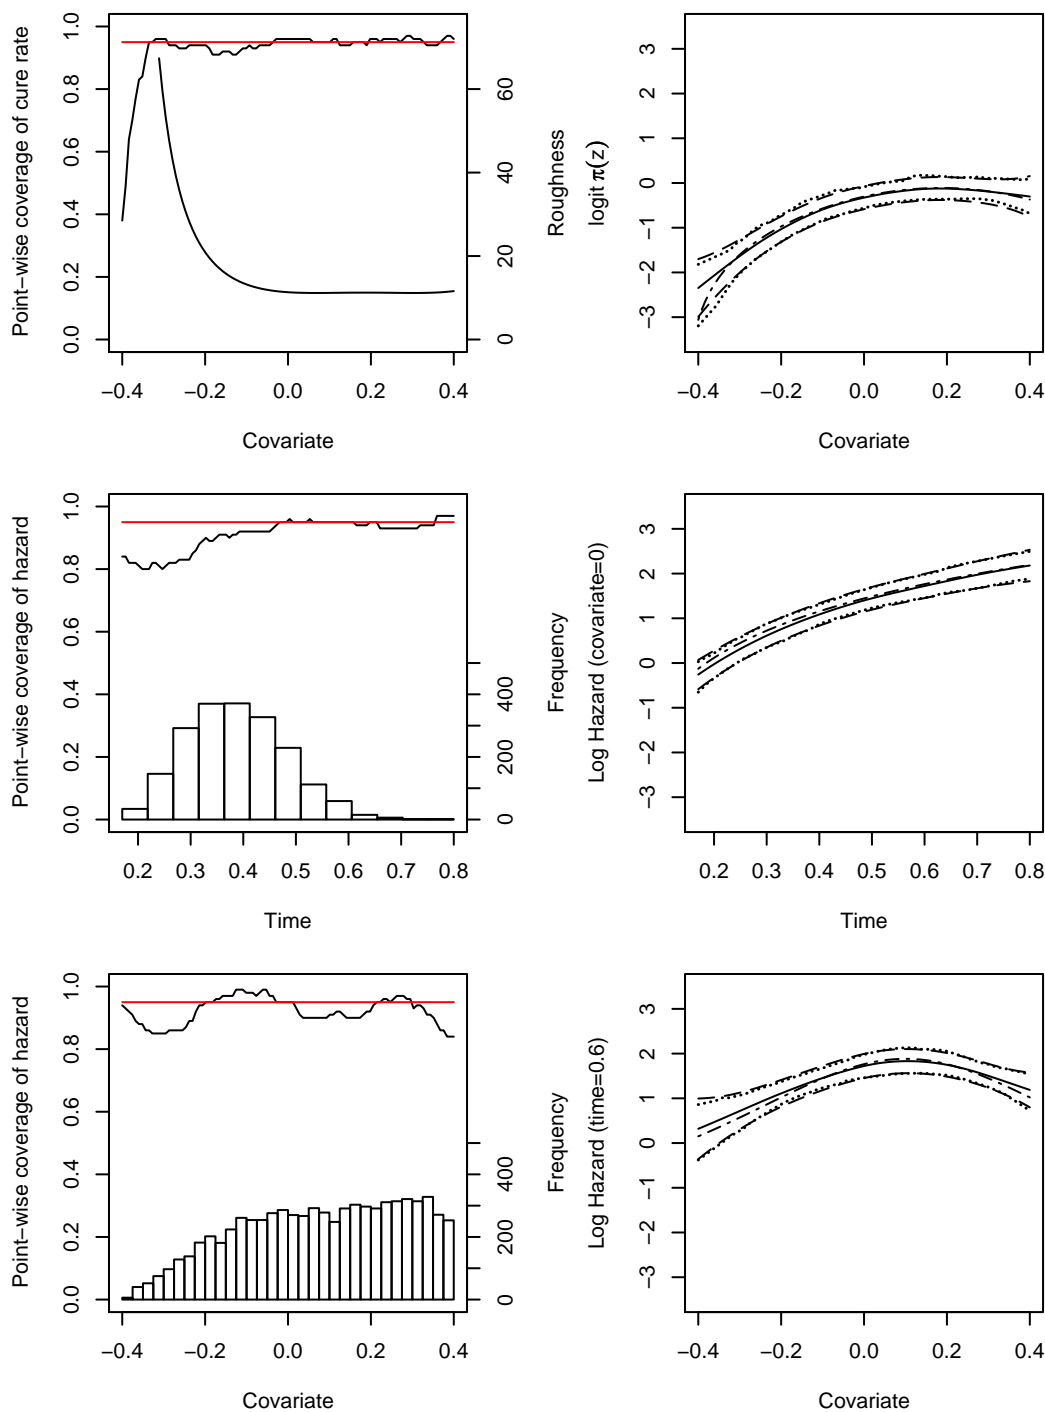 Point−wise coverage of cure rate
0.0 0.2 0.4 0.6 0.8 1.0
0 20 40 60
Roughness
−0.4 −0.2 0.0 0.2 0.4
Covariate
logit π(z)
−3 −2 −1 0 1 2 3
−0.4 −0.2 0.0 0.2 0.4
Covariate
Point−wise coverage of hazard
0.0 0.2 0.4 0.6 0.8 1.0
0 200 400
Frequency
0.2 0.3 0.4 0.5 0.6 0.7 0.8
Time
Log Hazard (covariate=0)
−3 −2 −1 0 1 2 3
0.2 0.3 0.4 0.5 0.6 0.7 0.8
Time
Point−wise coverage of hazard
0.0 0.2 0.4 0.6 0.8 1.0
0 200 400
Frequency
−0.4 −0.2 0.0 0.2 0.4
Covariate
Log Hazard (time=0.6)
−3 −2 −1 0 1 2 3
−0.4 −0.2 0.0 0.2 0.4
Covariate